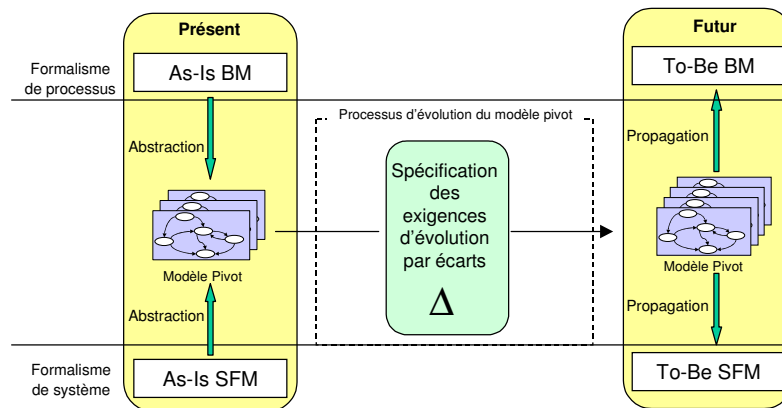 Présent
Futur
Formalisme
de processus
As-Is BM
To-Be BM
Processus d'évolution du modèle pivot
Abstraction
Propagation
Spécification
des
exigences
d'évolution
par écarts
Δ
Modèle Pivot
Modèle Pivot
Abstraction
Propagation
Formalisme
de système
As-Is SFM
To-Be SFM